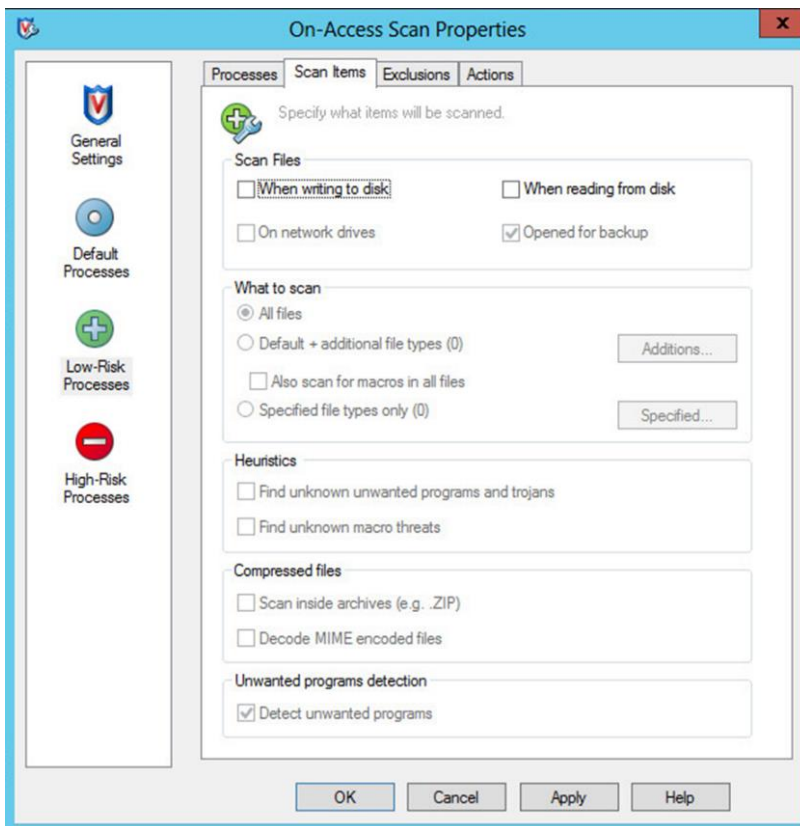 On-Access Scan Properties
x
General
Settings
Default
Processes
Low-Risk
Processes
High-Risk
Processes
Processes Scan Items Exclusions Actions
Specify what items will be scanned.
Scan Files
When writing to disk When reading from disk
On network drives Opened for backup
What to scan
All files
Default + additional file types (0) Additions...
Also scan for macros in all files
Specified file types only (0) Specified...
Heuristics
Find unknown unwanted programs and trojans
Find unknown macro threats
Compressed files
Scan inside archives (e.g. .ZIP)
Decode MIME encoded files
Unwanted programs detection
Detect unwanted programs
OK Cancel Apply Help